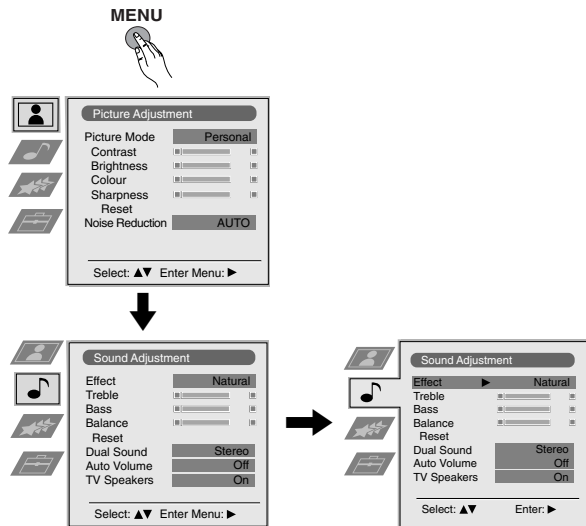 MENU
Picture Adjustment
Picture Mode Personal
Contrast
Brightness
Colour
Sharpness
Reset
Noise Reduction AUTO
Select: ▲▼ Enter Menu: ▶
Sound Adjustment
Effect Natural
Treble
Bass
Balance
Reset
Dual Sound Stereo
Auto Volume Off
TV Speakers On
Select: ▲▼ Enter Menu: ▶
Sound Adjustment
Effect ▶ Natural
Treble
Bass
Balance
Reset
Dual Sound Stereo
Auto Volume Off
TV Speakers On
Select: ▲▼ Enter: ▶